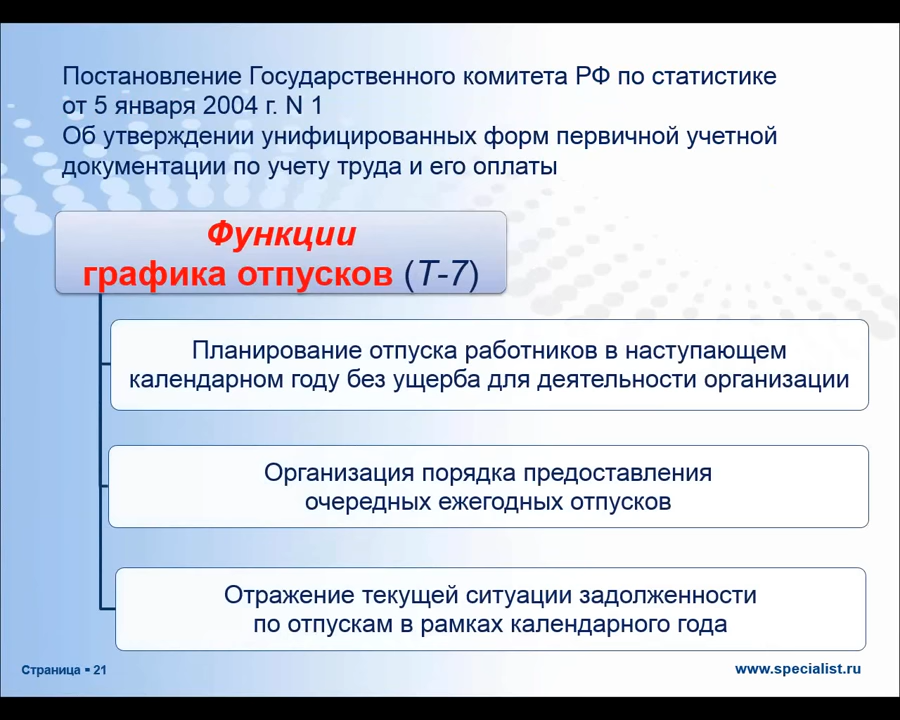 Постановление Государственного комитета РФ по статистике
от 5 января 2004 г. N 1
Об утверждении унифицированных форм первичной учетной
документации по учету труда и его оплаты
Функции
графика отпусков (Т-7)
Планирование отпуска работников в наступающем
календарном году без ущерба для деятельности организации
Организация порядка предоставления
очередных ежегодных отпусков
Отражение текущей ситуации задолженности
по отпускам в рамках календарного года
Страница ▪ 21
www.specialist.ru